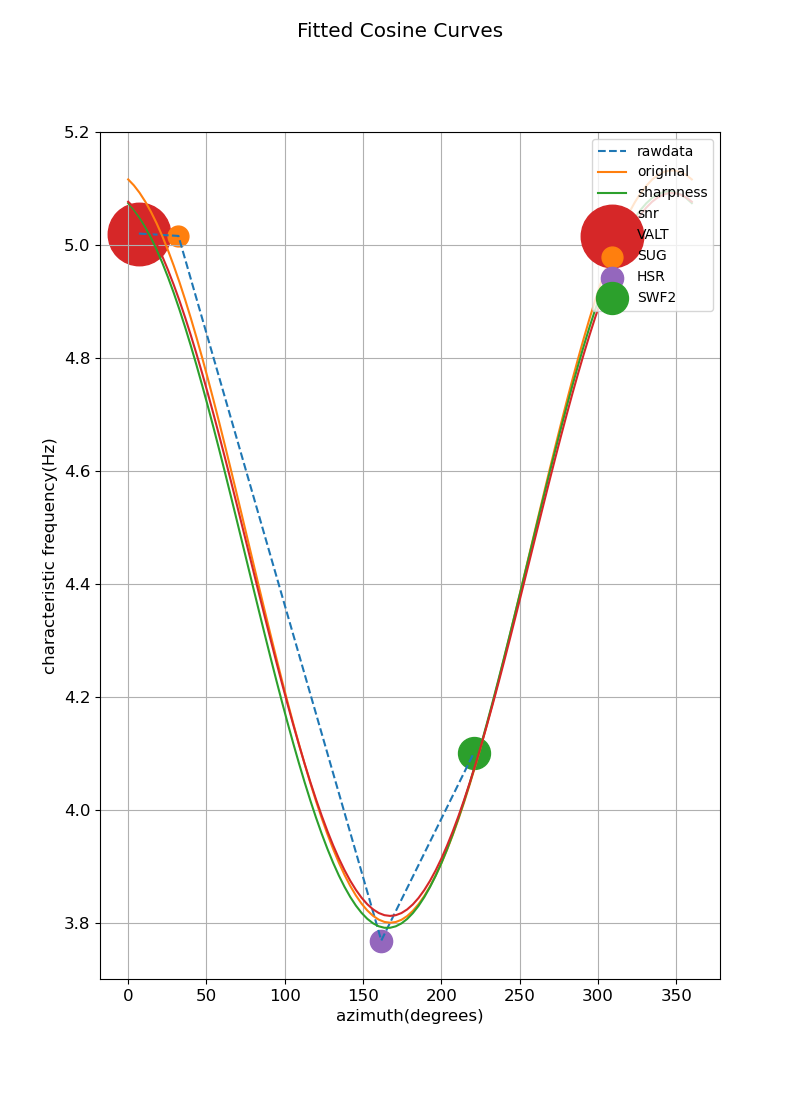 Fitted Cosine Curves
5.2
5.0
4.8
4.6
4.4
4.2
4.0
3.8
characteristic frequency(Hz)
rawdata
original
sharpness
snr
VALT
SUG
HSR
SWF2
0 50 100 150 200 250 300 350
azimuth(degrees)